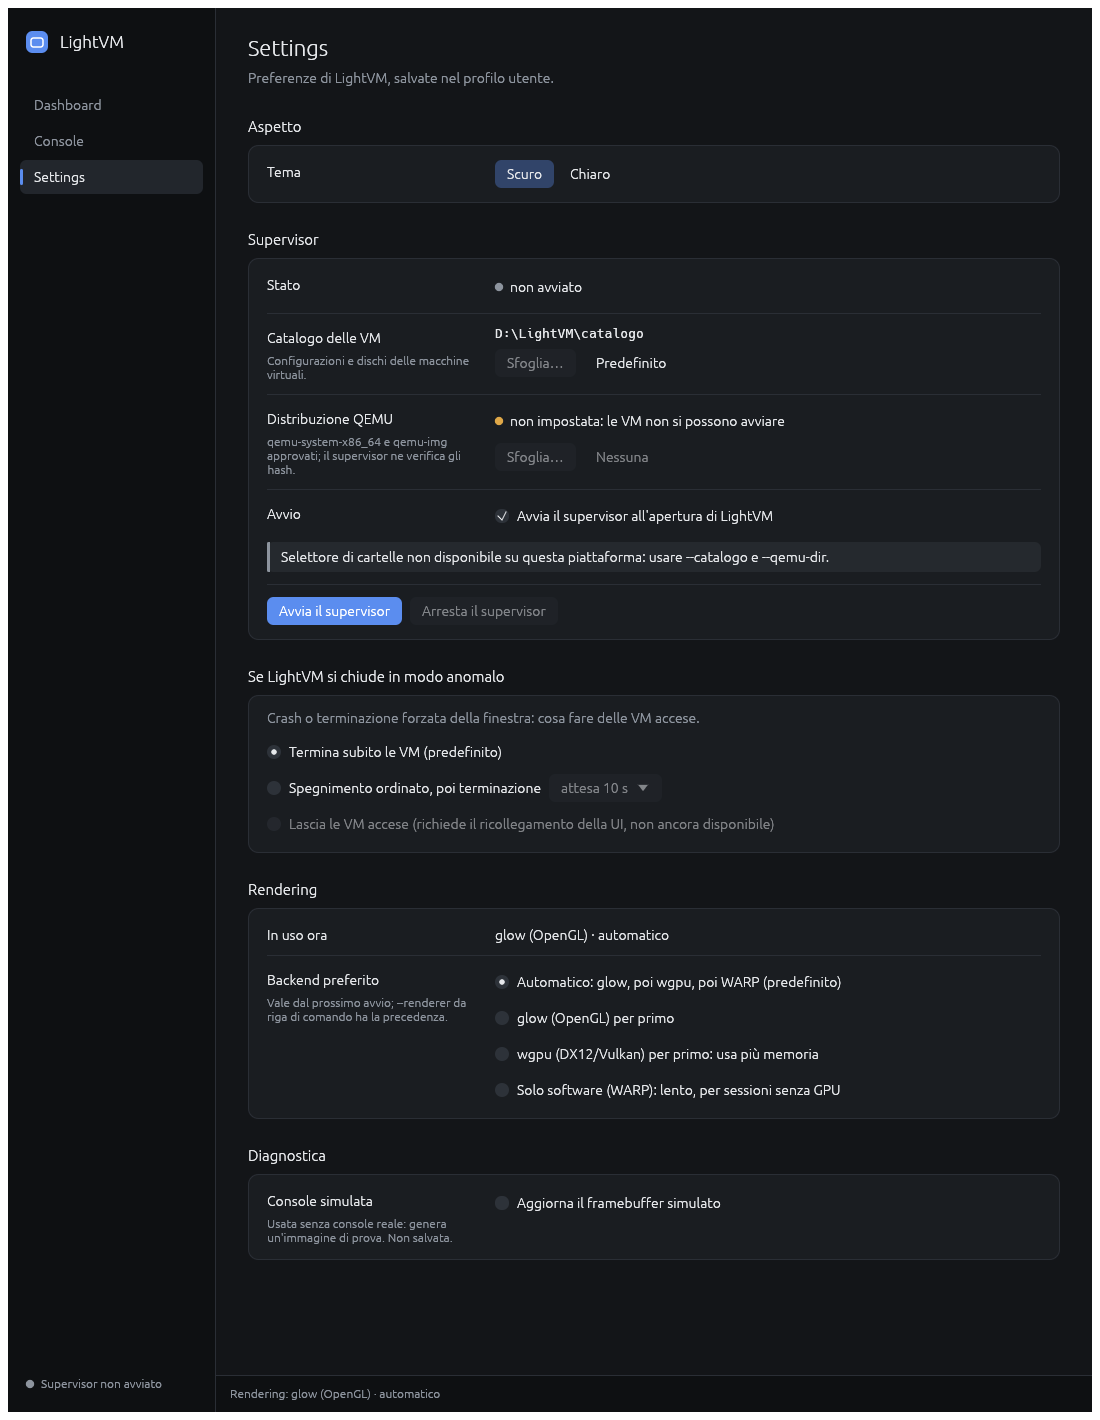 LightVM
Dashboard
Console
Settings
Settings
Preferenze di LightVM, salvate nel profilo utente.
Aspetto
Tema
Scuro
Chiaro
Supervisor
Stato
non avviato
Catalogo delle VM
Configurazioni e dischi delle macchine
virtuali.
D:\LightVM\catalogo
Sfoglia…
Predefinito
Distribuzione QEMU
qemu-system-x86_64 e qemu-img
approvati; il supervisor ne verifica gli
hash.
non impostata: le VM non si possono avviare
Sfoglia…
Nessuna
Avvio
Avvia il supervisor all'apertura di LightVM
Selettore di cartelle non disponibile su questa piattaforma: usare --catalogo e --qemu-dir.
Avvia il supervisor
Arresta il supervisor
Se LightVM si chiude in modo anomalo
Crash o terminazione forzata della finestra: cosa fare delle VM accese.
Termina subito le VM (predefinito)
Spegnimento ordinato, poi terminazione
attesa 10 s
Lascia le VM accese (richiede il ricollegamento della UI, non ancora disponibile)
Rendering
In uso ora
glow (OpenGL) · automatico
Backend preferito
Vale dal prossimo avvio; --renderer da
riga di comando ha la precedenza.
Automatico: glow, poi wgpu, poi WARP (predefinito)
glow (OpenGL) per primo
wgpu (DX12/Vulkan) per primo: usa più memoria
Solo software (WARP): lento, per sessioni senza GPU
Diagnostica
Console simulata
Usata senza console reale: genera
un'immagine di prova. Non salvata.
Aggiorna il framebuffer simulato
Supervisor non avviato
Rendering: glow (OpenGL) · automatico